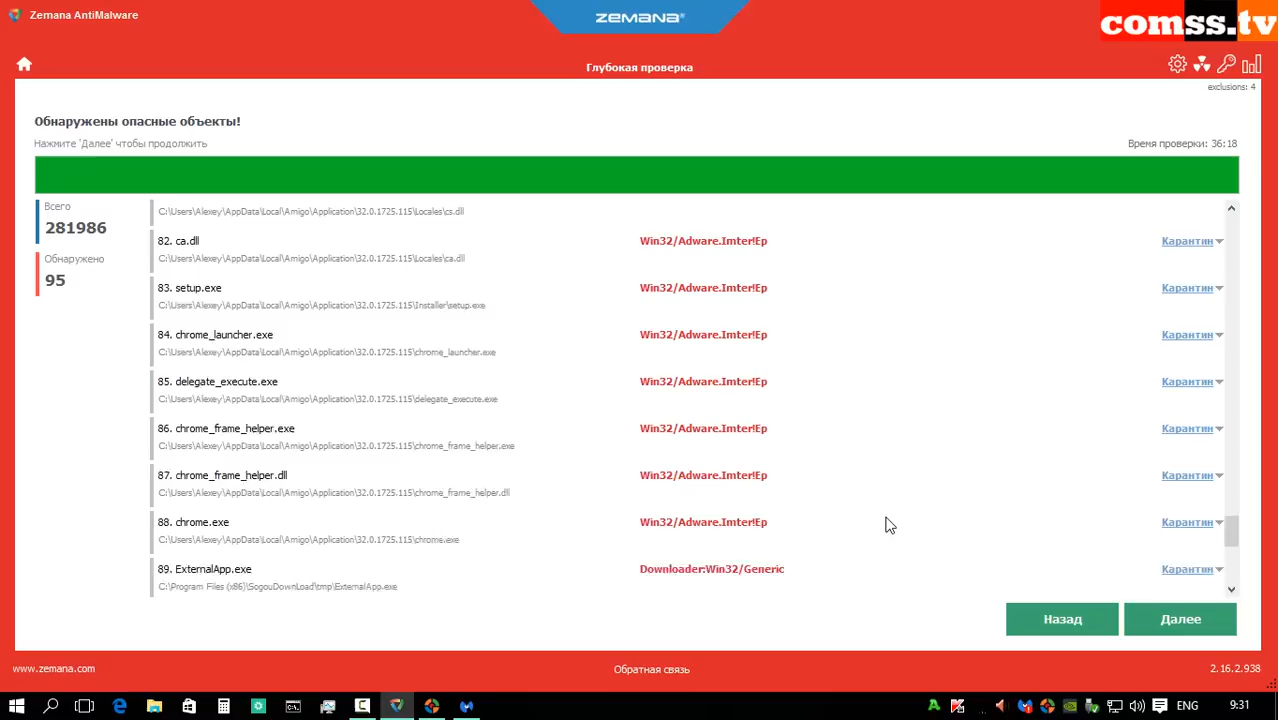 Zemana AntiMalware
ZEMANA®
comss.tv
Глубокая проверка
exclusions: 4
Обнаружены опасные объекты!
Нажмите 'Далее' чтобы продолжить
Время проверки: 36:18
Всего
281986
Обнаружено
95
C:\Users\Alexey\AppData\Local\Amigo\Application\32.0.1725.115\Locales\cs.dll
82. ca.dll Win32/Adware.Imter!Ep Карантин
C:\Users\Alexey\AppData\Local\Amigo\Application\32.0.1725.115\Locales\ca.dll
83. setup.exe Win32/Adware.Imter!Ep Карантин
C:\Users\Alexey\AppData\Local\Amigo\Application\32.0.1725.115\Installer\setup.exe
84. chrome_launcher.exe Win32/Adware.Imter!Ep Карантин
C:\Users\Alexey\AppData\Local\Amigo\Application\32.0.1725.115\chrome_launcher.exe
85. delegate_execute.exe Win32/Adware.Imter!Ep Карантин
C:\Users\Alexey\AppData\Local\Amigo\Application\32.0.1725.115\delegate_execute.exe
86. chrome_frame_helper.exe Win32/Adware.Imter!Ep Карантин
C:\Users\Alexey\AppData\Local\Amigo\Application\32.0.1725.115\chrome_frame_helper.exe
87. chrome_frame_helper.dll Win32/Adware.Imter!Ep Карантин
C:\Users\Alexey\AppData\Local\Amigo\Application\32.0.1725.115\chrome_frame_helper.dll
88. chrome.exe Win32/Adware.Imter!Ep Карантин
C:\Users\Alexey\AppData\Local\Amigo\Application\32.0.1725.115\chrome.exe
89. ExternalApp.exe Downloader:Win32/Generic Карантин
C:\Program Files (x86)\SogouDownLoad\tmp\ExternalApp.exe
Назад
Далее
www.zemana.com
Обратная связь
2.16.2.938
ENG
9:31